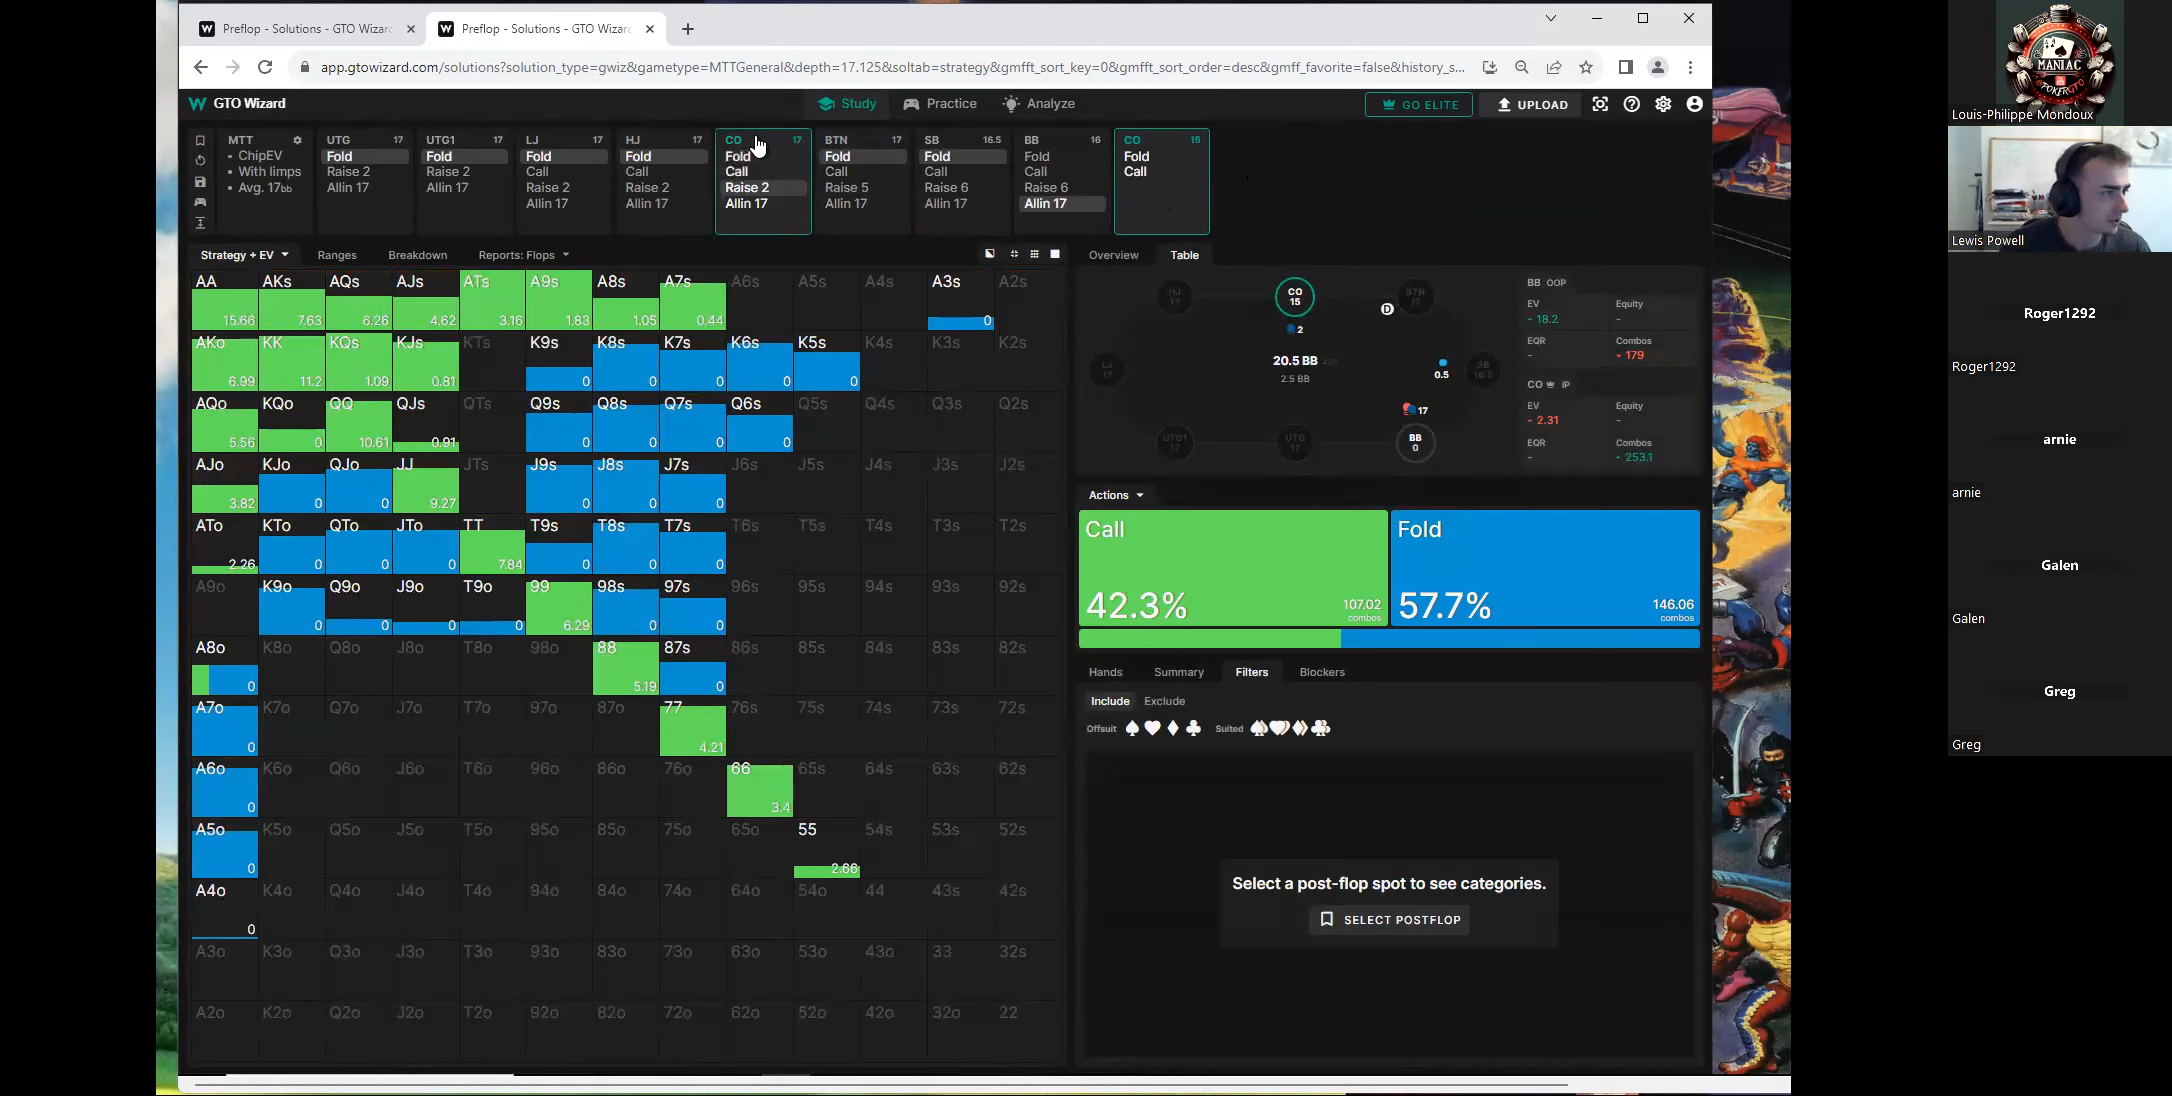 Preflop - Solutions - GTO Wizard
Preflop - Solutions - GTO Wizard
app.gtowizard.com/solutions?solution_type=gwiz&gametype=MTTGeneral&depth=17.125&soltab=strategy&gmfft_sort_key=0&gmfft_sort_order=desc&gmff_favorite=false&history_s...
GTO Wizard
Study
Practice
Analyze
GO ELITE
UPLOAD
MTT
ChipEV
With limps
Avg. 17bb
UTG 17
Fold
Raise 2
Allin 17
UTG1 17
Fold
Raise 2
Allin 17
LJ 17
Fold
Call
Raise 2
Allin 17
HJ 17
Fold
Call
Raise 2
Allin 17
CO 17
Fold
Call
Raise 2
Allin 17
BTN 17
Fold
Call
Raise 5
Allin 17
SB 16.5
Fold
Call
Raise 6
Allin 17
BB 16
Fold
Call
Raise 6
Allin 17
CO 15
Fold
Call
Strategy + EV
Ranges
Breakdown
Reports: Flops
AA AKs AQs AJs ATs A9s A8s A7s A6s A5s A4s A3s A2s
15.66 7.63 6.26 4.62 3.16 1.83 1.05 0.44 0
AKo KK KQs KJs KTs K9s K8s K7s K6s K5s K4s K3s K2s
6.99 11.2 1.09 0.81 0 0 0 0 0
AQo KQo QQ QJs QTs Q9s Q8s Q7s Q6s Q5s Q4s Q3s Q2s
5.56 0 10.61 0.91 0 0 0 0
AJo KJo QJo JJ JTs J9s J8s J7s J6s J5s J4s J3s J2s
3.82 0 0 9.27 0 0 0
ATo KTo QTo JTo TT T9s T8s T7s T6s T5s T4s T3s T2s
2.26 0 0 0 7.84 0 0 0
A9o K9o Q9o J9o T9o 99 98s 97s 96s 95s 94s 93s 92s
0 0 0 0 6.29 0 0
A8o K8o Q8o J8o T8o 98o 88 87s 86s 85s 84s 83s 82s
0 5.19 0
A7o K7o Q7o J7o T7o 97o 87o 77 76s 75s 74s 73s 72s
0 4.21
A6o K6o Q6o J6o T6o 96o 86o 76o 66 65s 64s 63s 62s
0 3.4
A5o K5o Q5o J5o T5o 95o 85o 75o 65o 55 54s 53s 52s
0 2.66
A4o K4o Q4o J4o T4o 94o 84o 74o 64o 54o 44 43s 42s
0
A3o K3o Q3o J3o T3o 93o 83o 73o 63o 53o 43o 33 32s
A2o K2o Q2o J2o T2o 92o 82o 72o 62o 52o 42o 32o 22
Overview
Table
HJ
17
CO
15
BTN
17
D
2
LJ
17
20.5 BB
2.5 BB
0.5
SB
16.5
17
UTG1
17
UTG
17
BB
0
BB OOP
EV Equity
18.2 -
EQR Combos
- 179
CO IP
EV Equity
2.31 -
EQR Combos
- 253.1
Actions
Call
42.3%
107.02
combos
Fold
57.7%
146.06
combos
Hands
Summary
Filters
Blockers
Include
Exclude
Offsuit
Suited
Select a post-flop spot to see categories.
SELECT POSTFLOP
MANIAC
POKERGTO
Louis-Philippe Mondoux
Lewis Powell
Roger1292
Roger1292
arnie
arnie
Galen
Galen
Greg
Greg